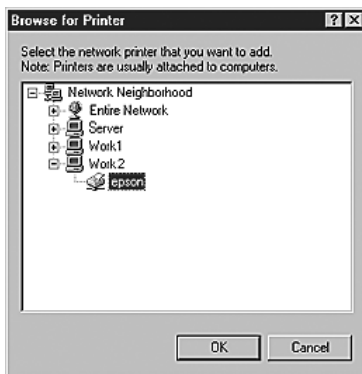 Browse for Printer
Select the network printer that you want to add.
Note: Printers are usually attached to computers.
Network Neighborhood
Entire Network
Server
Work1
Work2
epson
OK Cancel